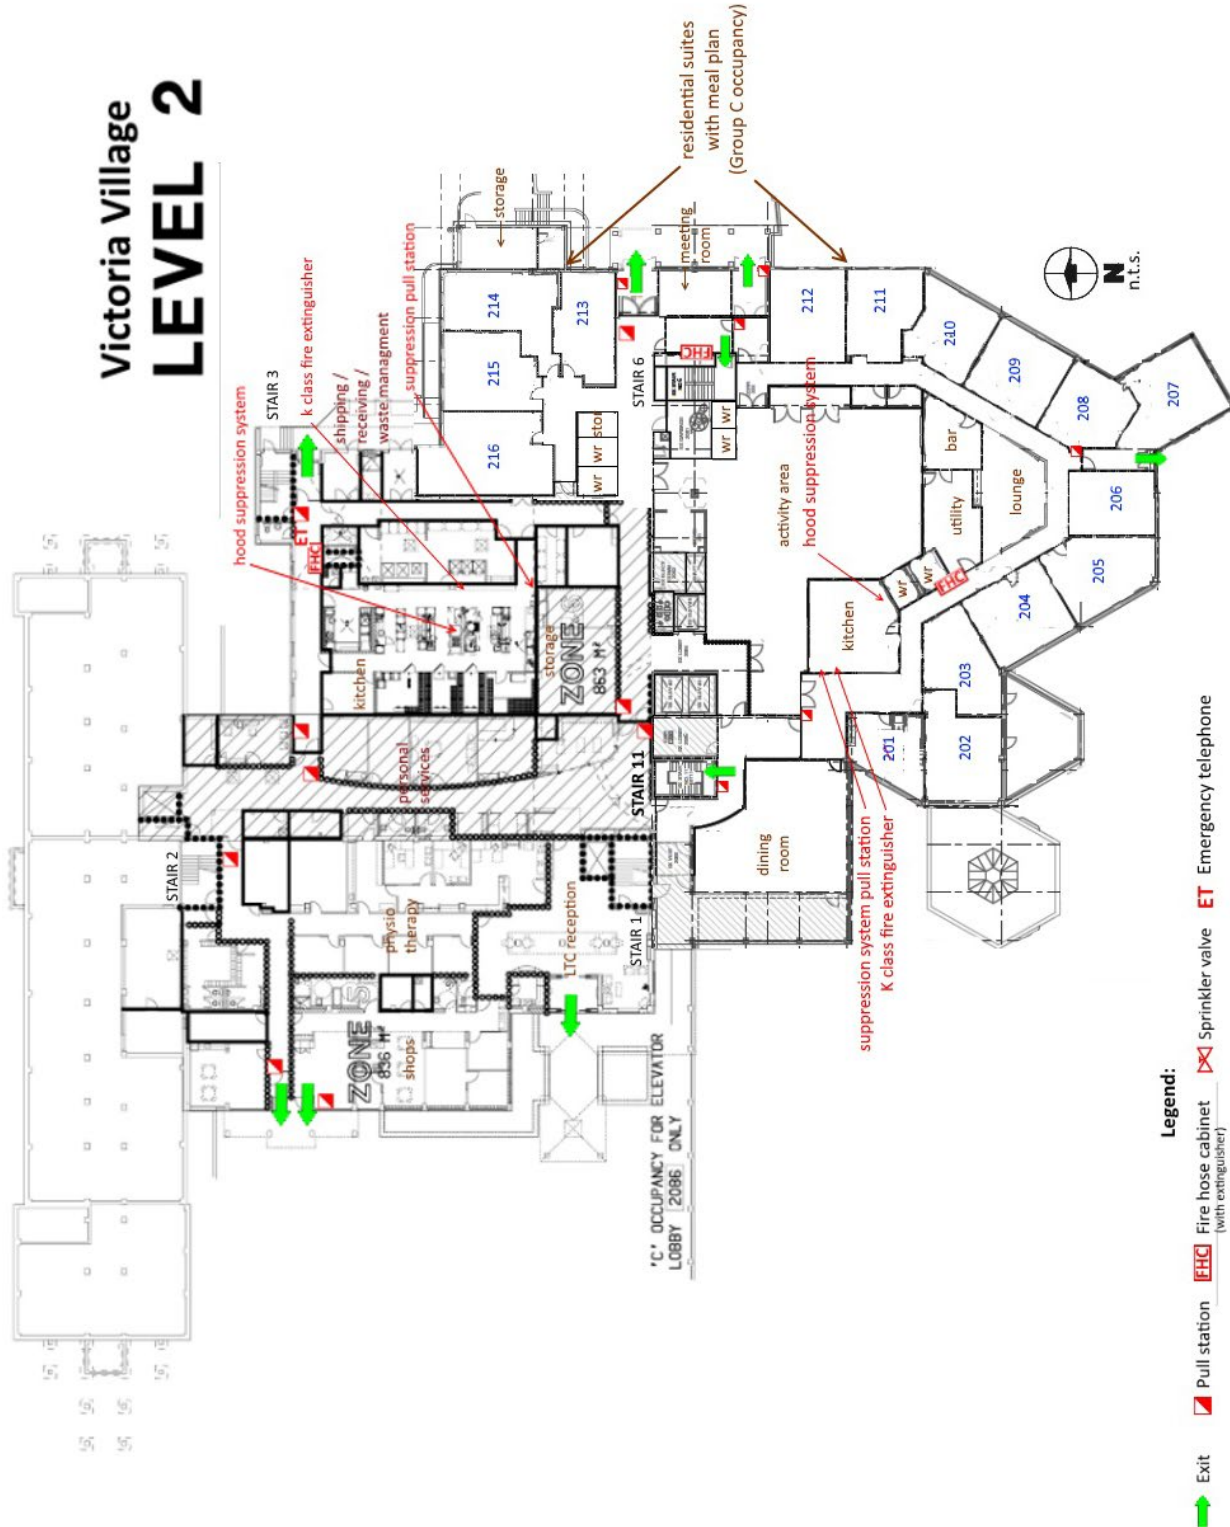 Victoria Village
LEVEL 2
STAIR 3
k class fire extinguisher
shipping /
receiving /
waste managment
suppression pull station
hood suppression system
storage
residential suites
with meal plan
(Group C occupancy)
ET
FHC
kitchen
storage
ZONE 6
863 M²
216
215
214
213
wr
wr
stor
STAIR 6
FHC
meeting
room
wr
wr
212
211
210
209
208
207
206
205
204
203
202
201
activity area
hood suppression system
bar
utility
lounge
wr
wr
FHC
kitchen
suppression system pull station
K class fire extinguisher
dining
room
STAIR 11
personal
services
STAIR 2
physio
therapy
LTC reception
STAIR 1
ZONE 5
836 M²
shops
'C' OCCUPANCY FOR ELEVATOR
LOBBY 2086 ONLY
N
n.t.s.
Legend:
Exit
Pull station
FHC Fire hose cabinet
(with extinguisher)
Sprinkler valve
ET Emergency telephone